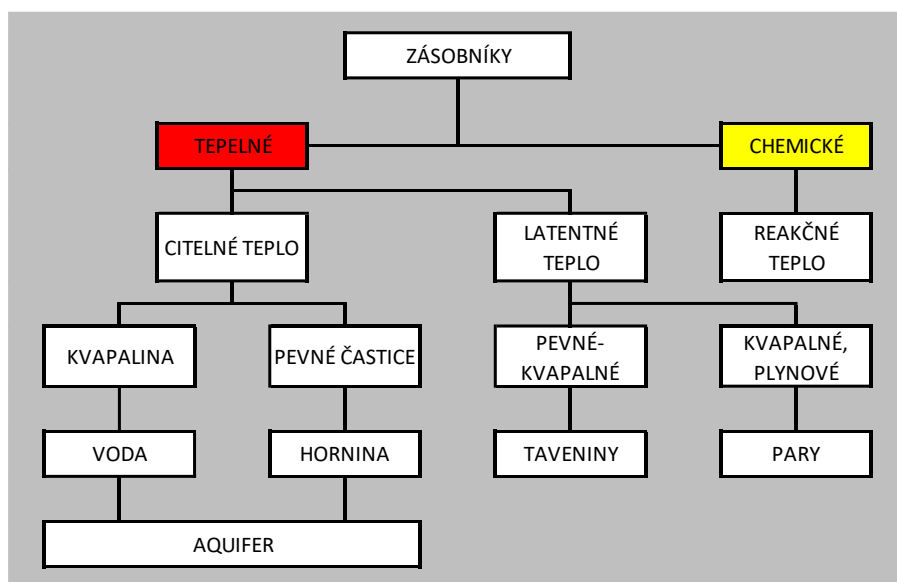 ZÁSOBNÍKY
TEPELNÉ
CHEMICKÉ
CITELNÉ TEPLO
LATENTNÉ
TEPLO
REAKČNÉ
TEPLO
KVAPALINA
PEVNÉ ČASTICE
PEVNÉ-
KVAPALNÉ
KVAPALNÉ,
PLYNOVÉ
VODA
HORNINA
TAVENINY
PARY
AQUIFER